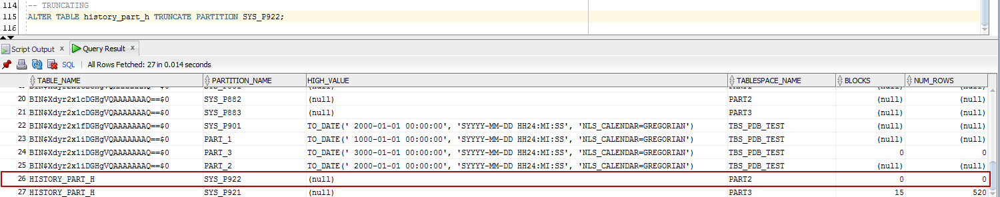 114 -- TRUNCATING
115 ALTER TABLE history_part_h TRUNCATE PARTITION SYS_P922;
116
Script Output x Query Result x
SQL | All Rows Fetched: 27 in 0.014 seconds
TABLE_NAME PARTITION_NAME HIGH_VALUE TABLESPACE_NAME BLOCKS NUM_ROWS
20 BIN$Xdyr2x1cDGHgVQAAAAAAAQ==$0 SYS_P882 (null) PART2 (null) (null)
21 BIN$Xdyr2x1cDGHgVQAAAAAAAQ==$0 SYS_P883 (null) PART3 (null) (null)
22 BIN$Xdyr2x1fDGHgVQAAAAAAAQ==$0 SYS_P901 TO_DATE(' 2000-01-01 00:00:00', 'SYYYY-MM-DD HH24:MI:SS', 'NLS_CALENDAR=GREGORIAN') TBS_PDB_TEST (null) (null)
23 BIN$Xdyr2x1iDGHgVQAAAAAAAQ==$0 PART_1 TO_DATE(' 1000-01-01 00:00:00', 'SYYYY-MM-DD HH24:MI:SS', 'NLS_CALENDAR=GREGORIAN') TBS_PDB_TEST (null) (null)
24 BIN$Xdyr2x1iDGHgVQAAAAAAAQ==$0 PART_3 TO_DATE(' 3000-01-01 00:00:00', 'SYYYY-MM-DD HH24:MI:SS', 'NLS_CALENDAR=GREGORIAN') TBS_PDB_TEST 0 0
25 BIN$Xdyr2x1iDGHgVQAAAAAAAQ==$0 PART_2 TO_DATE(' 2000-01-01 00:00:00', 'SYYYY-MM-DD HH24:MI:SS', 'NLS_CALENDAR=GREGORIAN') TBS_PDB_TEST (null) (null)
26 HISTORY_PART_H SYS_P922 (null) PART2 0 0
27 HISTORY_PART_H SYS_P921 (null) PART3 15 520